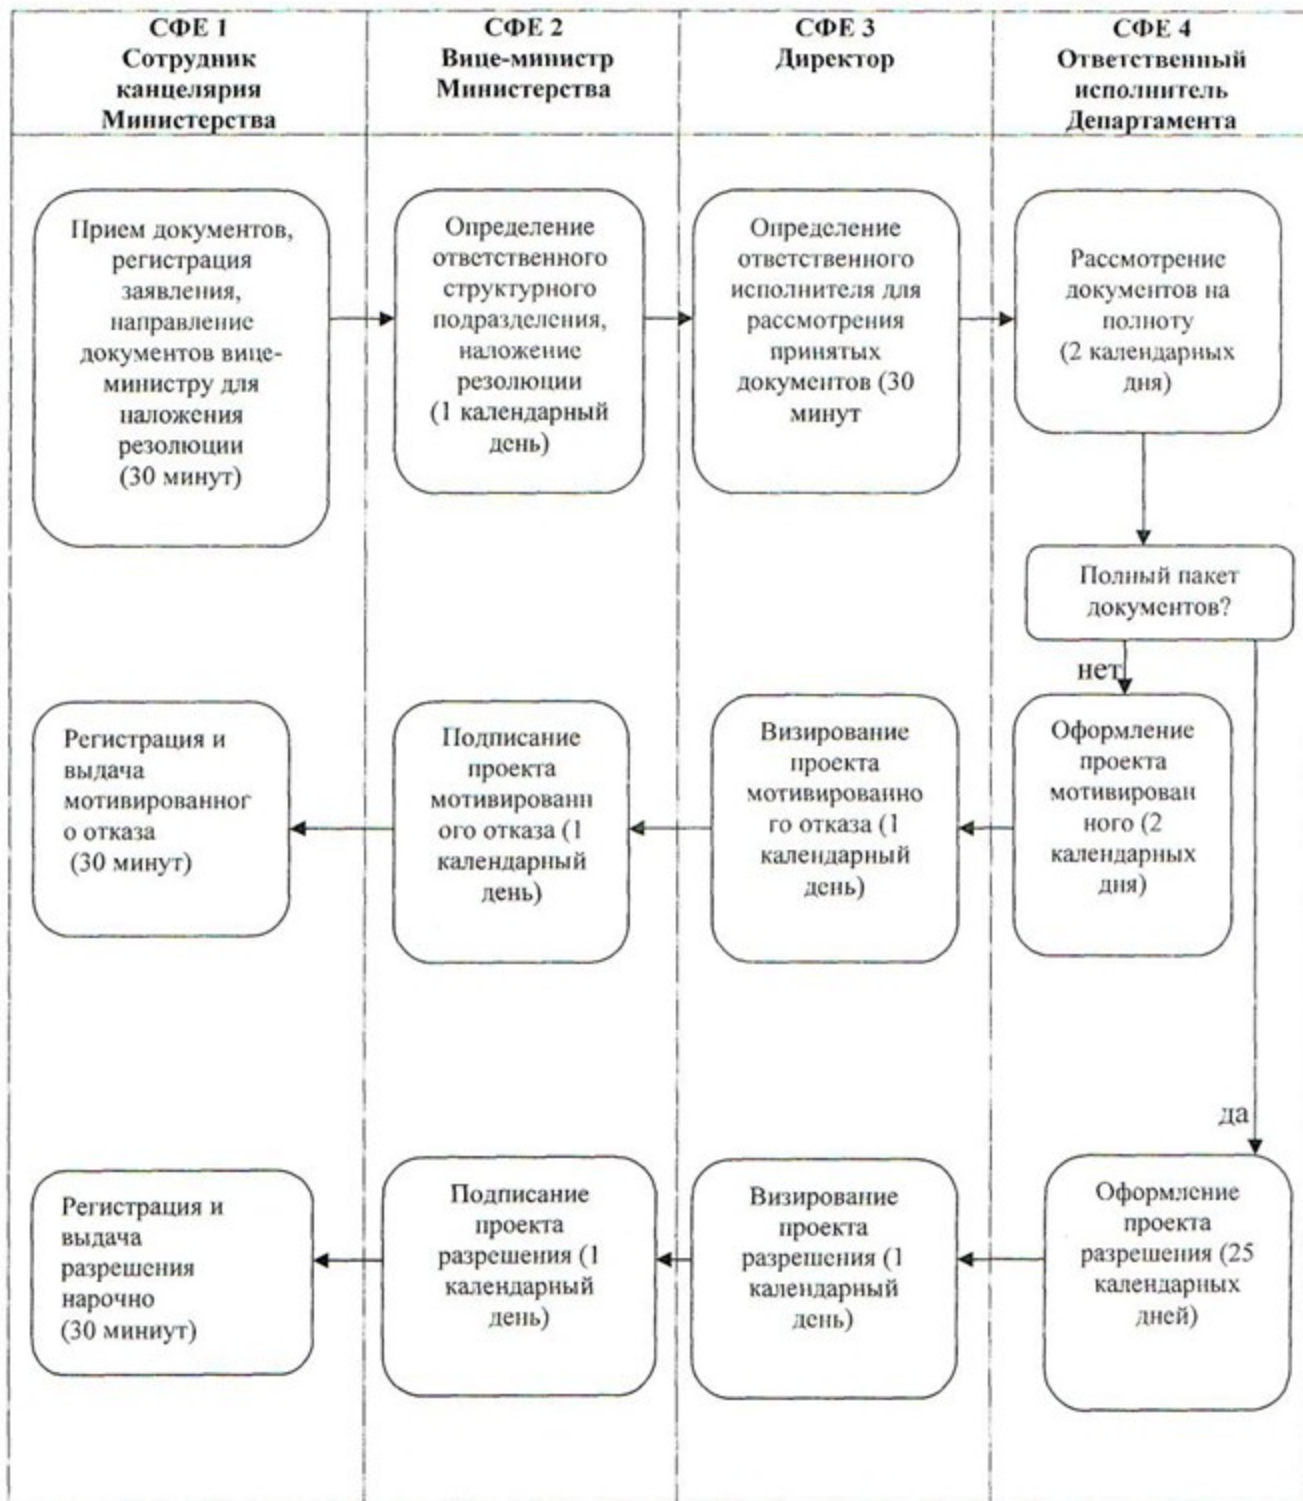 СФЕ 1
Сотрудник
канцелярия
Министерства
СФЕ 2
Вице-министр
Министерства
СФЕ 3
Директор
СФЕ 4
Ответственный
исполнитель
Департамента
Прием документов,
регистрация
заявления,
направление
документов вице-
министру для
наложения
резолюции
(30 минут)
Определение
ответственного
структурного
подразделения,
наложение
резолюции
(1 календарный
день)
Определение
ответственного
исполнителя для
рассмотрения
принятых
документов (30
минут
Рассмотрение
документов на
полноту
(2 календарных
дня)
Полный пакет
документов?
нет
Регистрация и
выдача
мотивированног
о отказа
(30 минут)
Подписание
проекта
мотивированн
ого отказа (1
календарный
день)
Визирование
проекта
мотивированно
го отказа (1
календарный
день)
Оформление
проекта
мотивирован
ного (2
календарных
дня)
да
Регистрация и
выдача
разрешения
нарочно
(30 миниут)
Подписание
проекта
разрешения (1
календарный
день)
Визирование
проекта
разрешения (1
календарный
день)
Оформление
проекта
разрешения (25
календарных
дней)